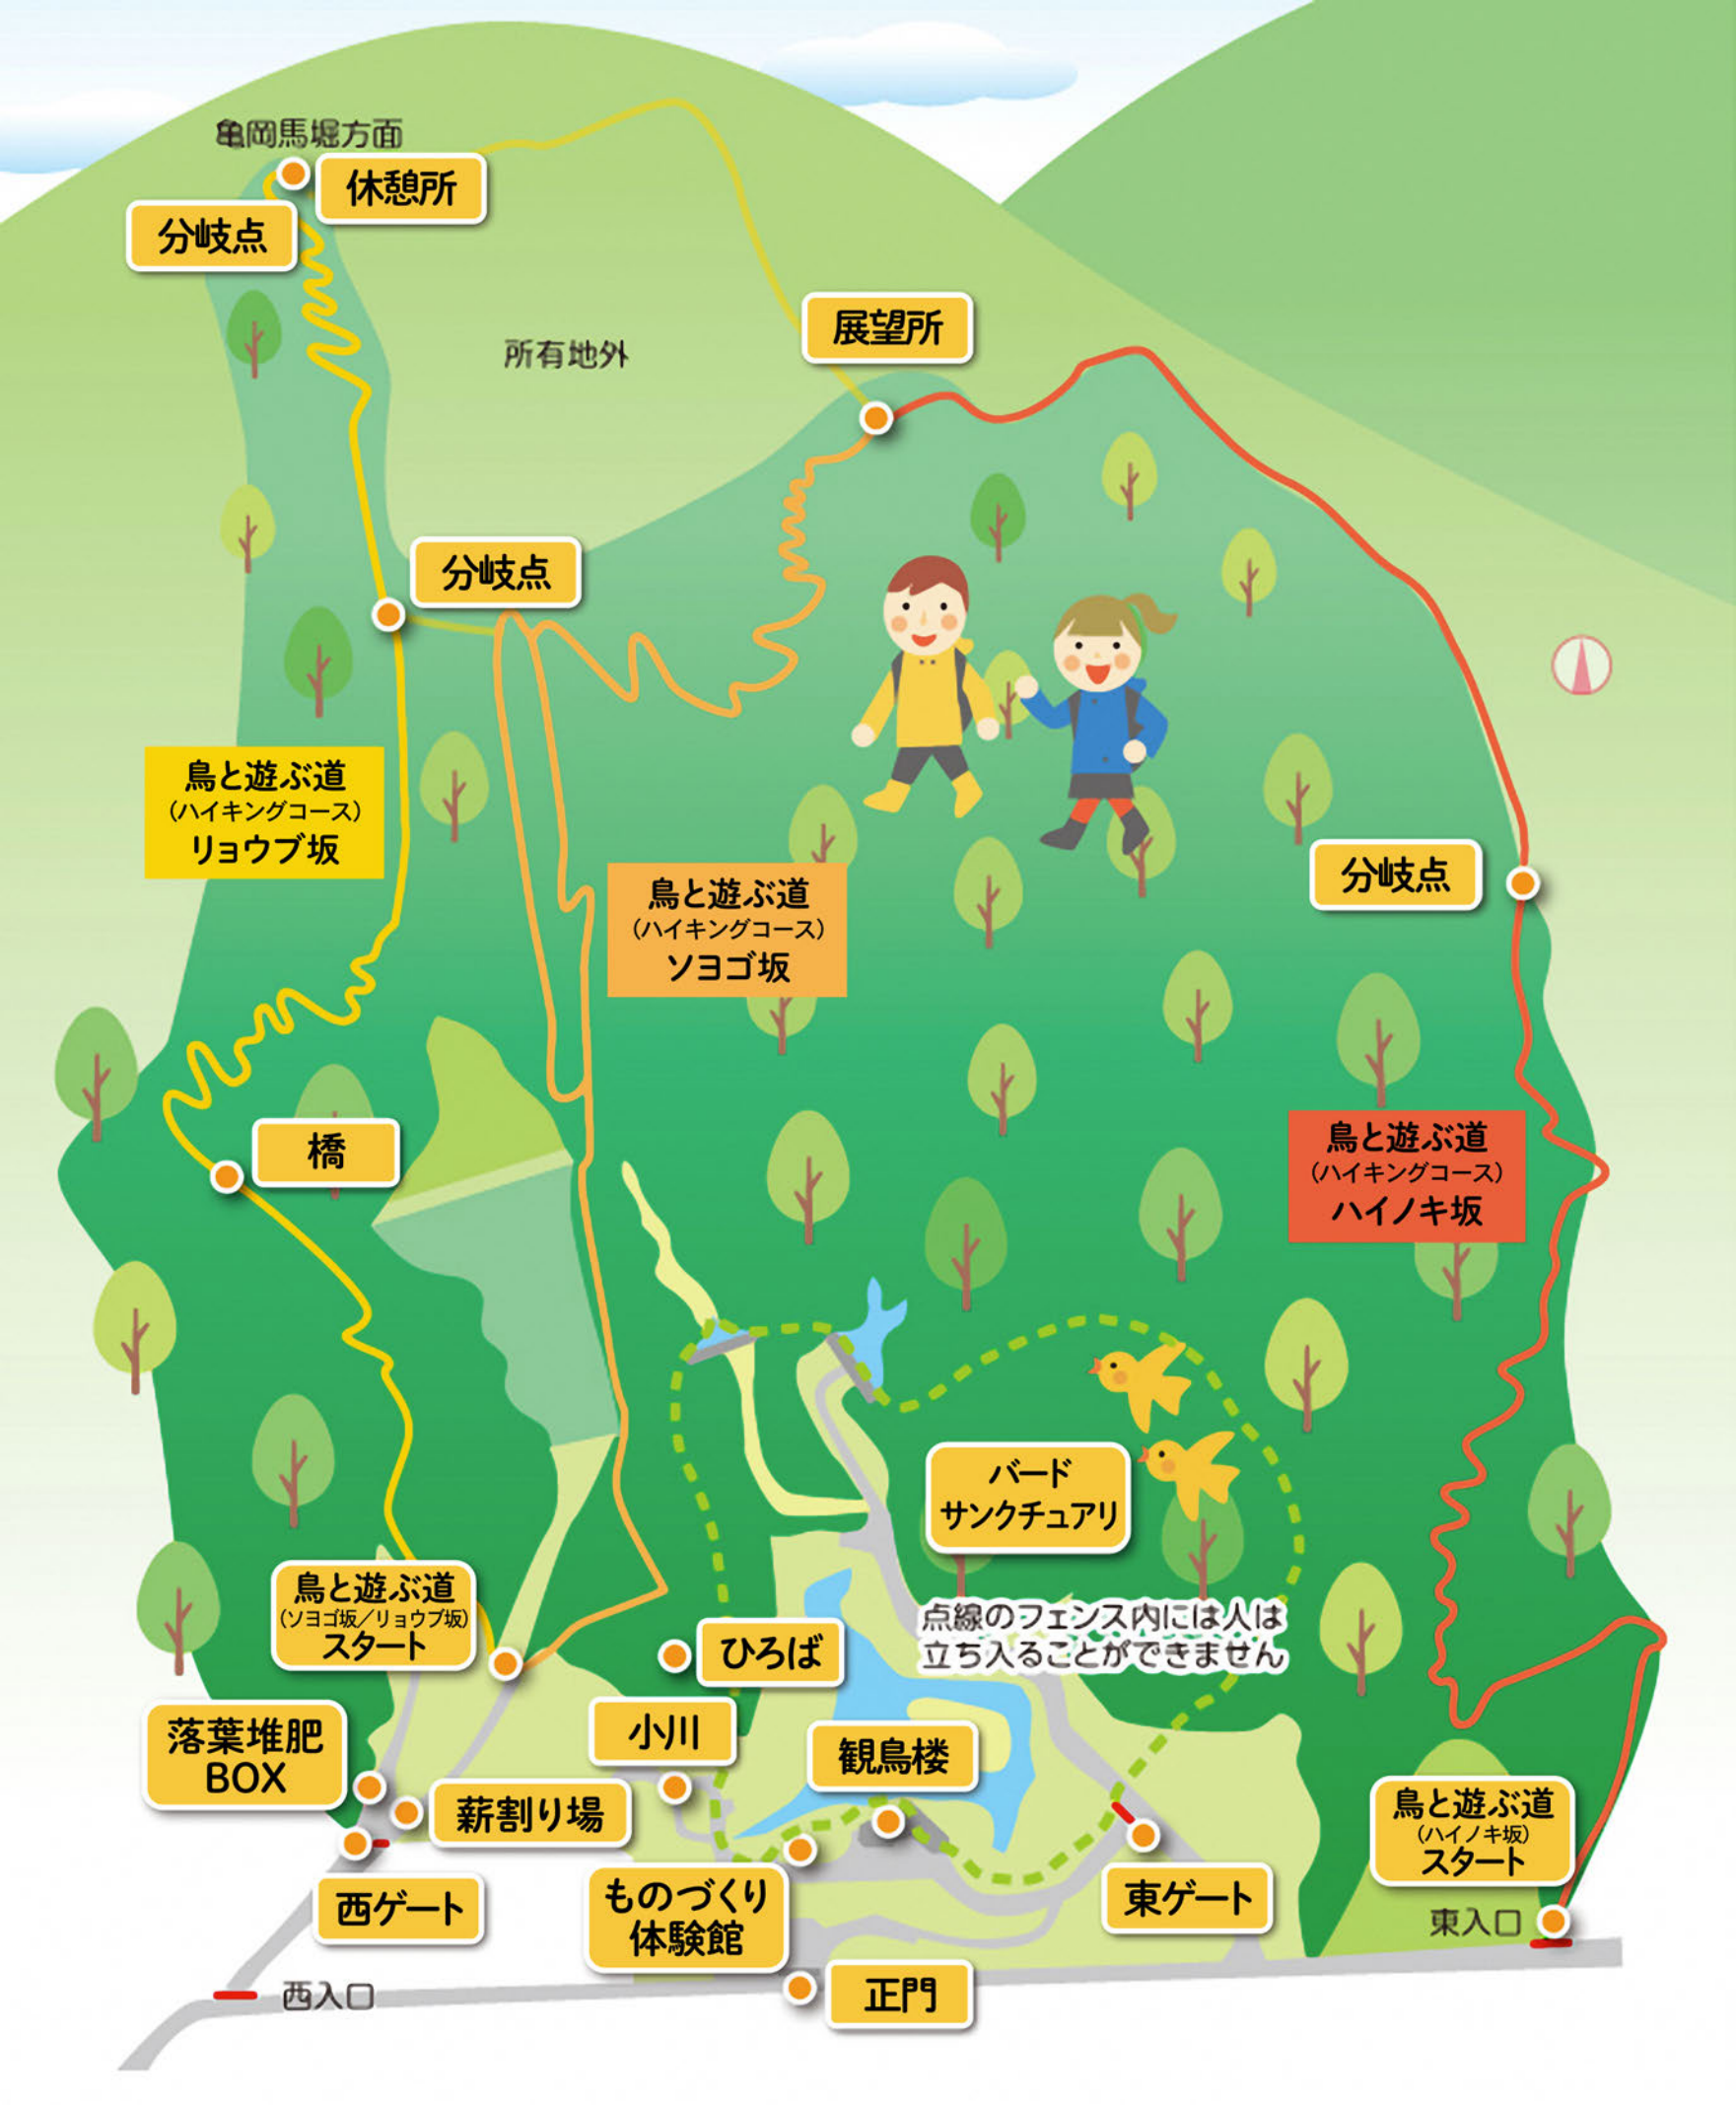 亀岡馬堀方面
休憩所
分岐点
展望所
所有地外
分岐点
鳥と遊ぶ道
(ハイキングコース)
リョウブ坂
鳥と遊ぶ道
(ハイキングコース)
ソヨゴ坂
分岐点
鳥と遊ぶ道
(ハイキングコース)
ハイノキ坂
橋
バード
サンクチュアリ
点線のフェンス内には人は
立ち入ることができません
鳥と遊ぶ道
(ソヨゴ坂/リョウブ坂)
スタート
ひろば
落葉堆肥
BOX
小川
観鳥楼
薪割り場
鳥と遊ぶ道
(ハイノキ坂)
スタート
西ゲート
ものづくり
体験館
東ゲート
東入口
西入口
正門